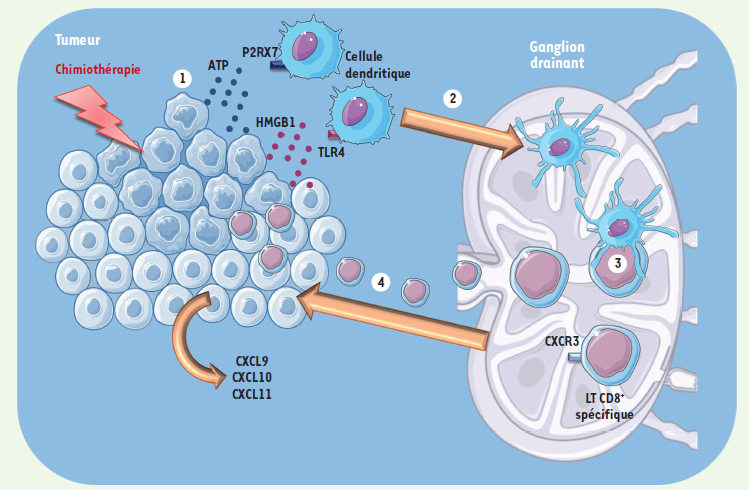 Tumeur
Chimiothérapie
1
ATP
P2RX7
Cellule
dendritique
HMGB1
TLR4
2
Ganglion
drainant
3
4
CXCR3
LT CD8+
spécifique
CXCL9
CXCL10
CXCL11